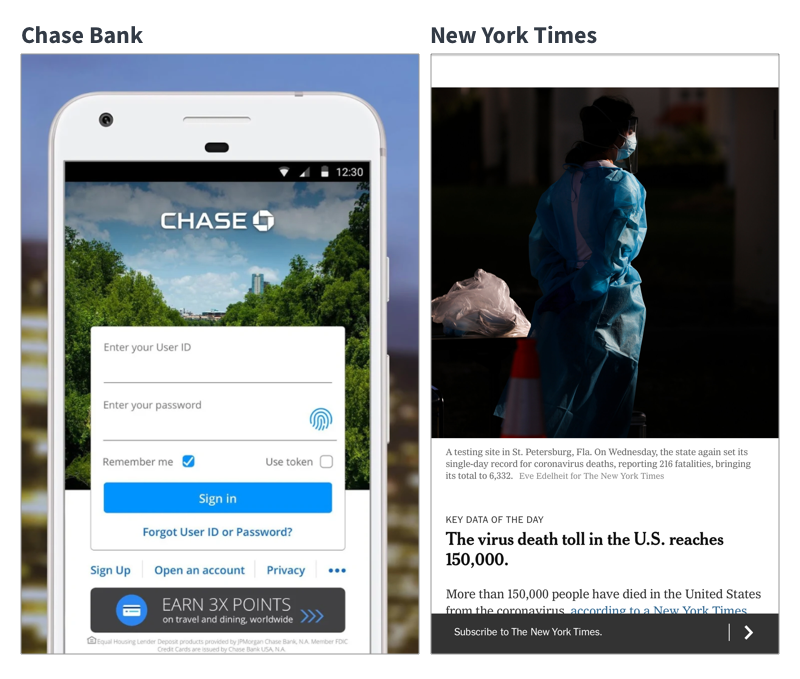 Chase Bank
New York Times
12:30
CHASE
Enter your User ID
Enter your password
Remember me
Use token
Sign in
Forgot User ID or Password?
Sign Up
Open an account
Privacy
EARN 3X POINTS
on travel and dining, worldwide
Equal Housing Lender Deposit products provided by JPMorgan Chase Bank, N.A. Member FDIC
Credit Cards are issued by Chase Bank USA, N.A.
A testing site in St. Petersburg, Fla. On Wednesday, the state again set its
single-day record for coronavirus deaths, reporting 216 fatalities, bringing
its total to 6,332. Eve Edelheit for The New York Times
KEY DATA OF THE DAY
The virus death toll in the U.S. reaches
150,000.
More than 150,000 people have died in the United States
from the coronavirus, according to a New York Times
Subscribe to The New York Times.